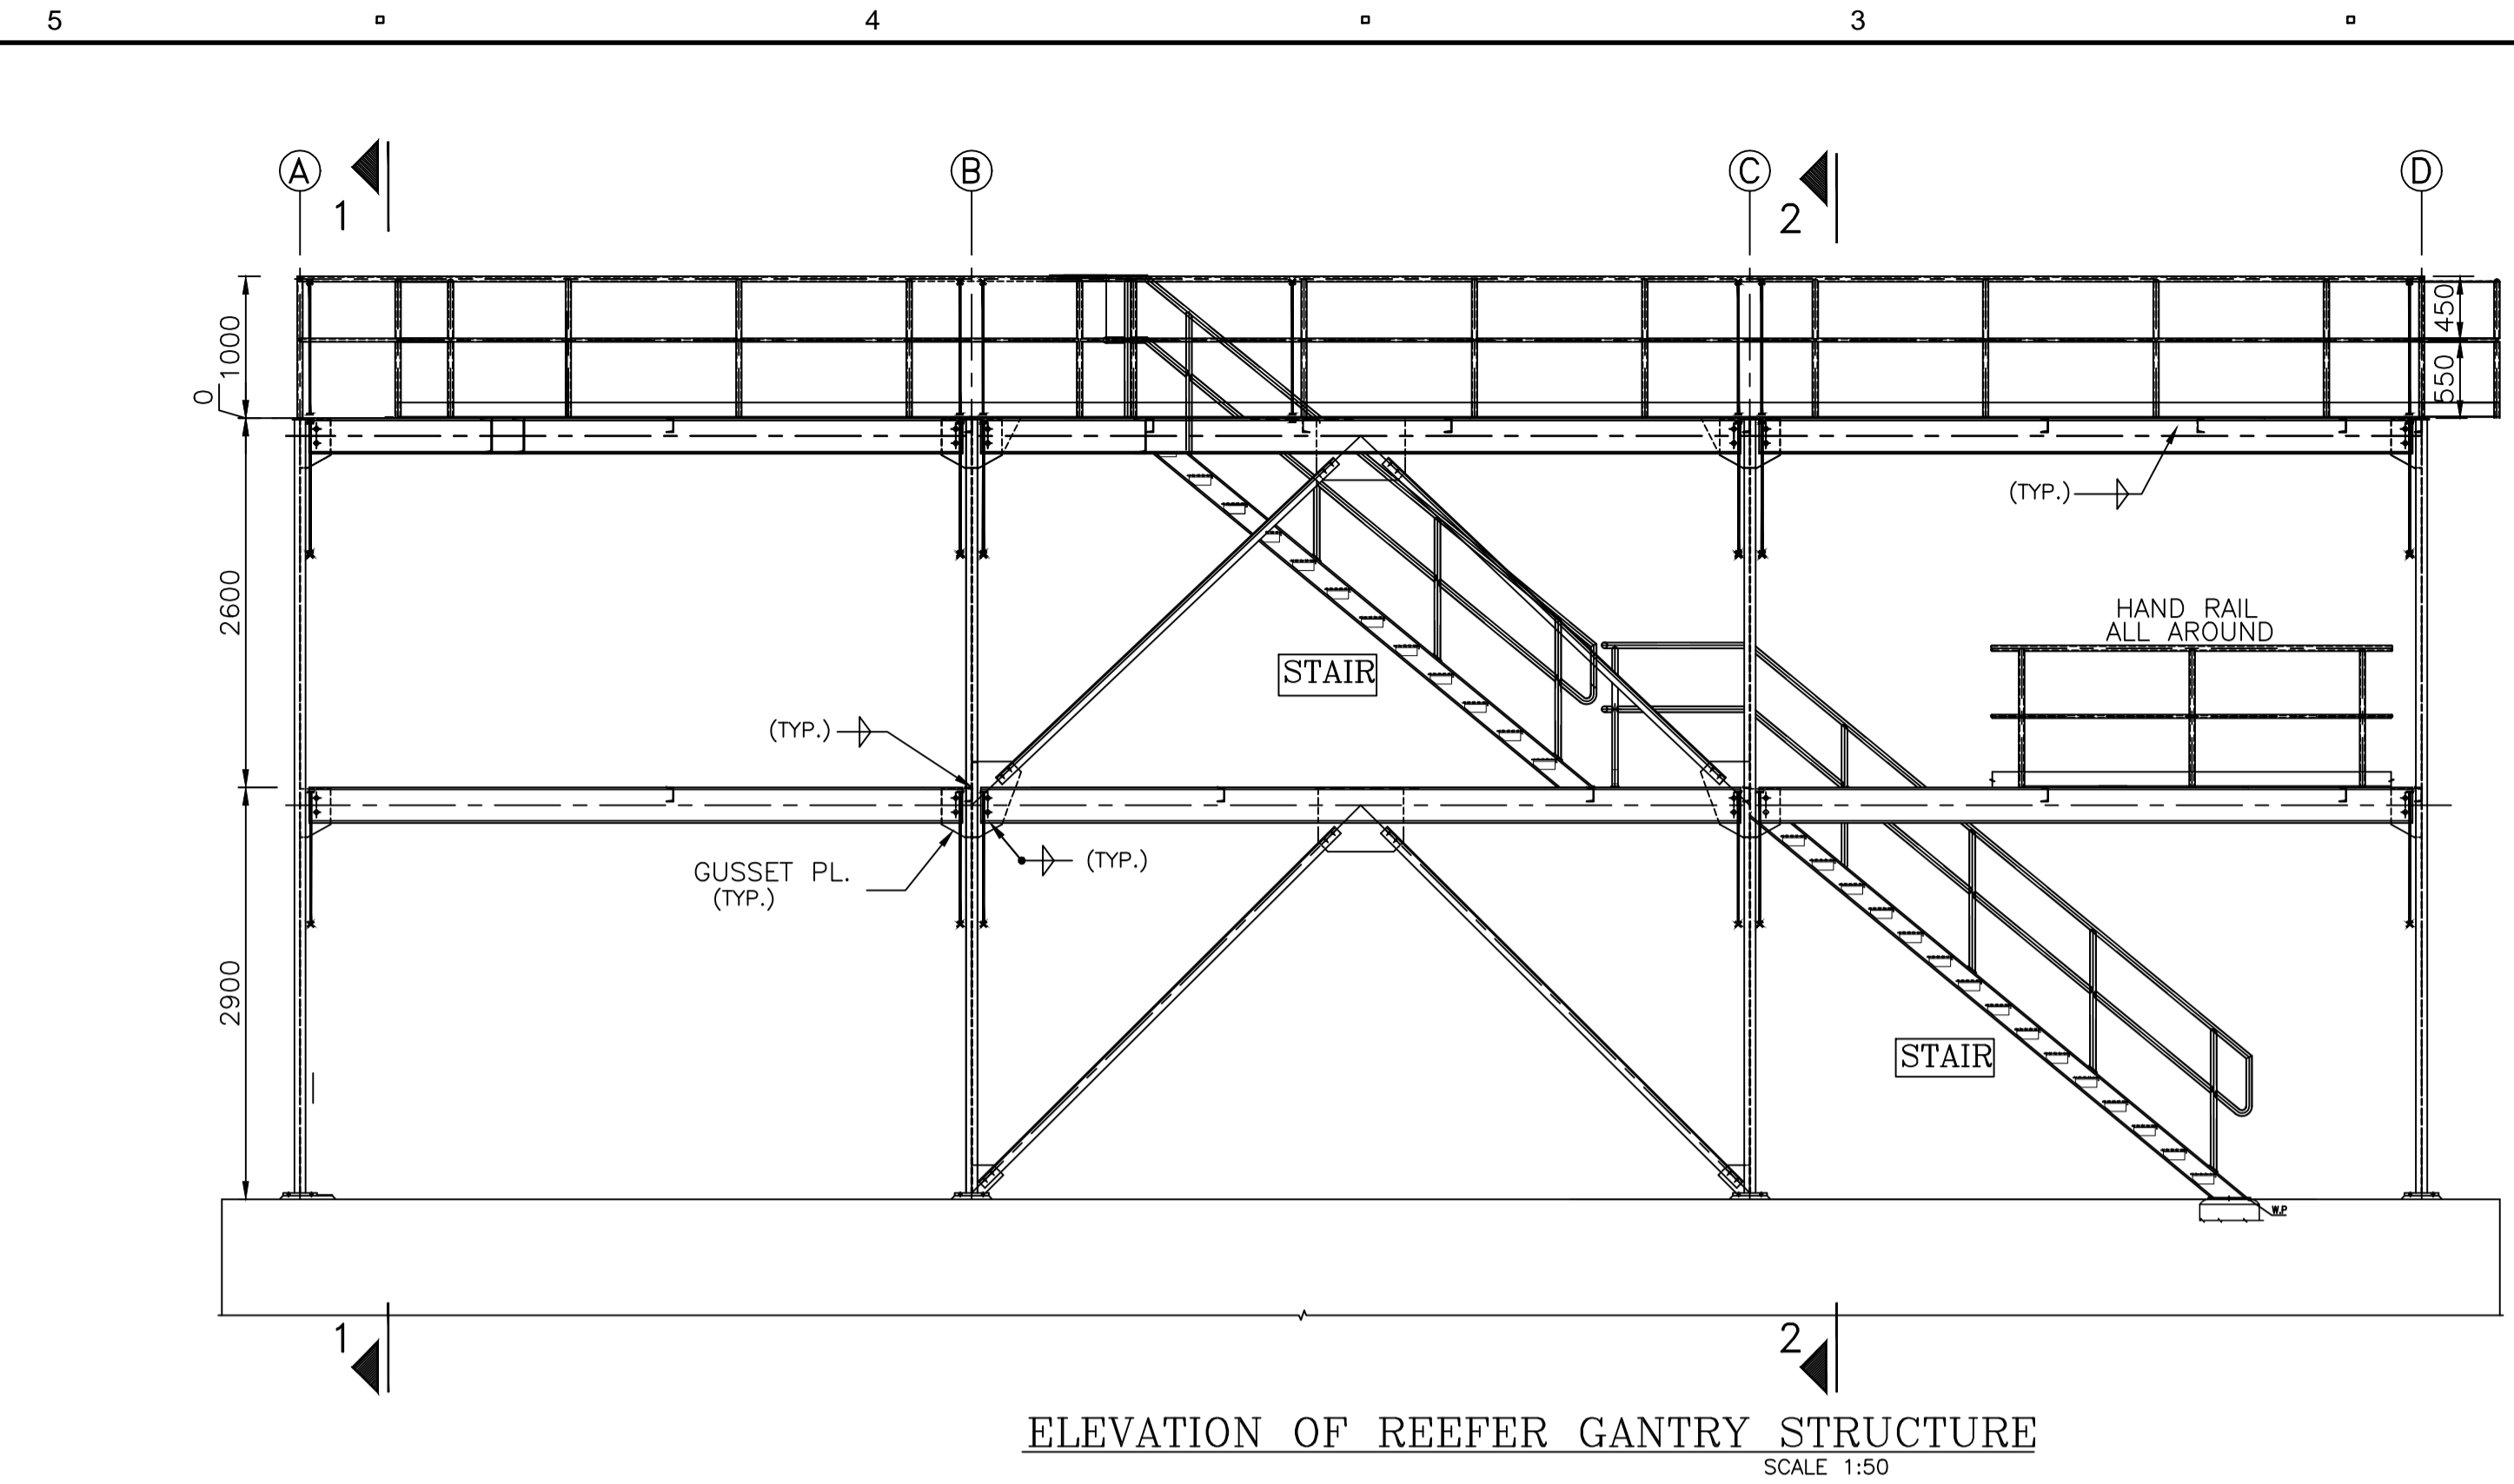 5 4 3
A B C D
1 2
1000
0
450
550
2600
(TYP.)
HAND RAIL
ALL AROUND
STAIR
(TYP.)
GUSSET PL.
(TYP.)
(TYP.)
2900
STAIR
W.P
1 2
ELEVATION OF REEFER GANTRY STRUCTURE
SCALE 1:50